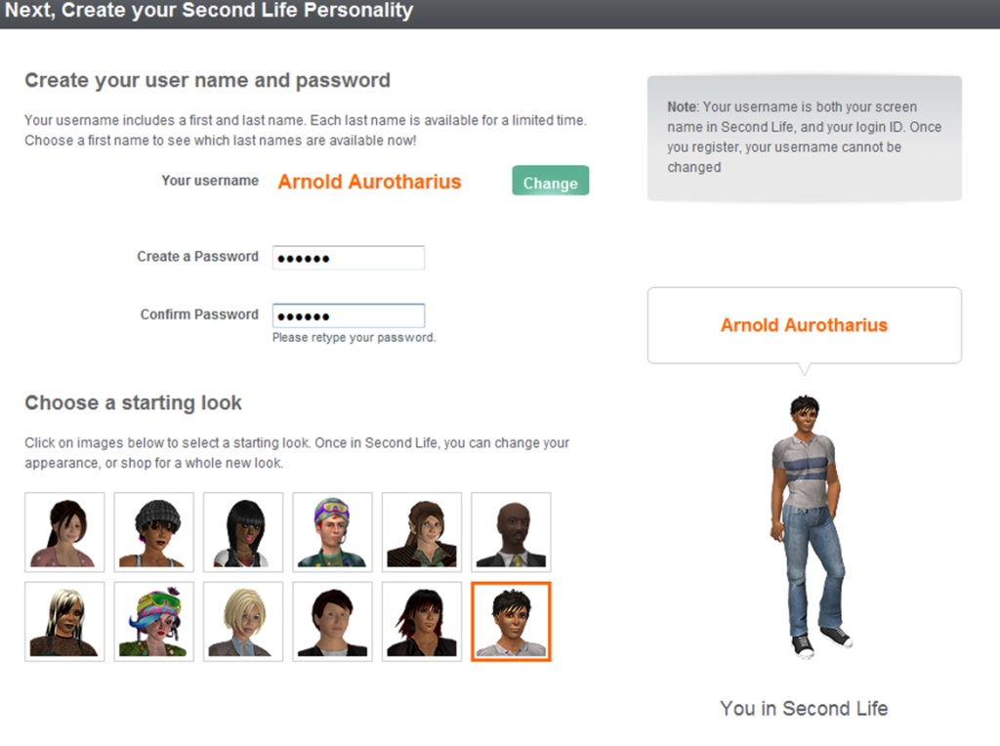 Next, Create your Second Life Personality
Create your user name and password
Your username includes a first and last name. Each last name is available for a limited time.
Choose a first name to see which last names are available now!
Your username Arnold Aurotharius Change
Create a Password ••••••
Confirm Password ••••••
Please retype your password.
Note: Your username is both your screen
name in Second Life, and your login ID. Once
you register, your username cannot be
changed
Arnold Aurotharius
Choose a starting look
Click on images below to select a starting look. Once in Second Life, you can change your
appearance, or shop for a whole new look.
You in Second Life